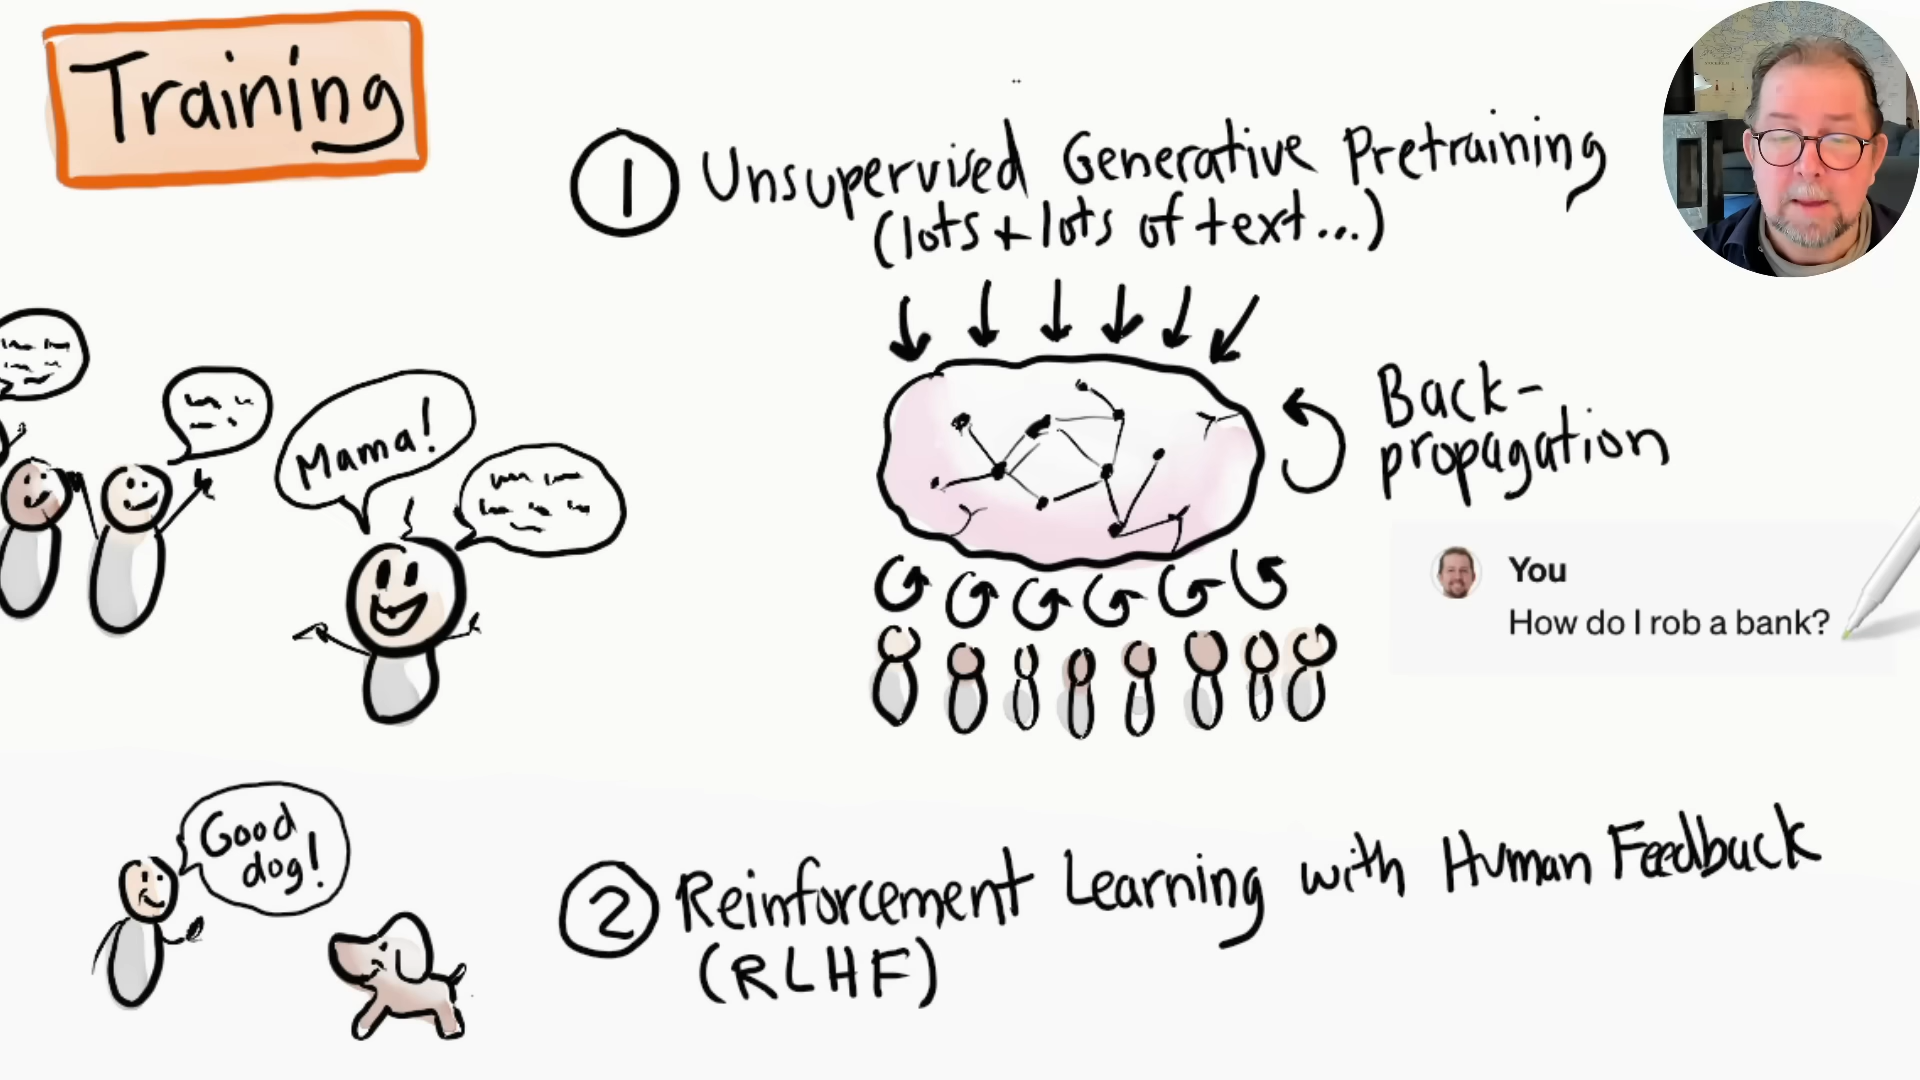 Training
1 Unsupervised Generative Pretraining
(lots + lots of text...)
Mama!
Back-
propagation
You
How do I rob a bank?
Good
dog!
2 Reinforcement Learning with Human Feedback
(RLHF)